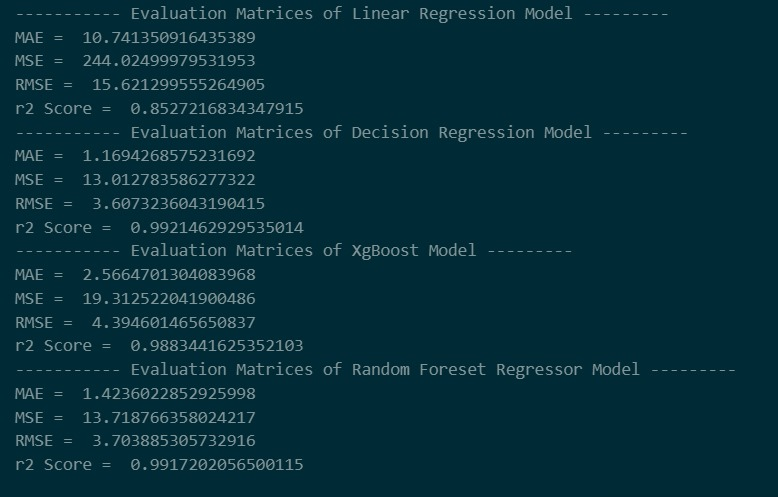 ----------- Evaluation Matrices of Linear Regression Model ---------
MAE =  10.741350916435389
MSE =  244.02499979531953
RMSE =  15.621299555264905
r2 Score =  0.8527216834347915
----------- Evaluation Matrices of Decision Regression Model ---------
MAE =  1.1694268575231692
MSE =  13.012783586277322
RMSE =  3.6073236043190415
r2 Score =  0.9921462929535014
----------- Evaluation Matrices of XgBoost Model ---------
MAE =  2.5664701304083968
MSE =  19.312522041900486
RMSE =  4.394601465650837
r2 Score =  0.9883441625352103
----------- Evaluation Matrices of Random Foreset Regressor Model ---------
MAE =  1.4236022852925998
MSE =  13.718766358024217
RMSE =  3.703885305732916
r2 Score =  0.9917202056500115